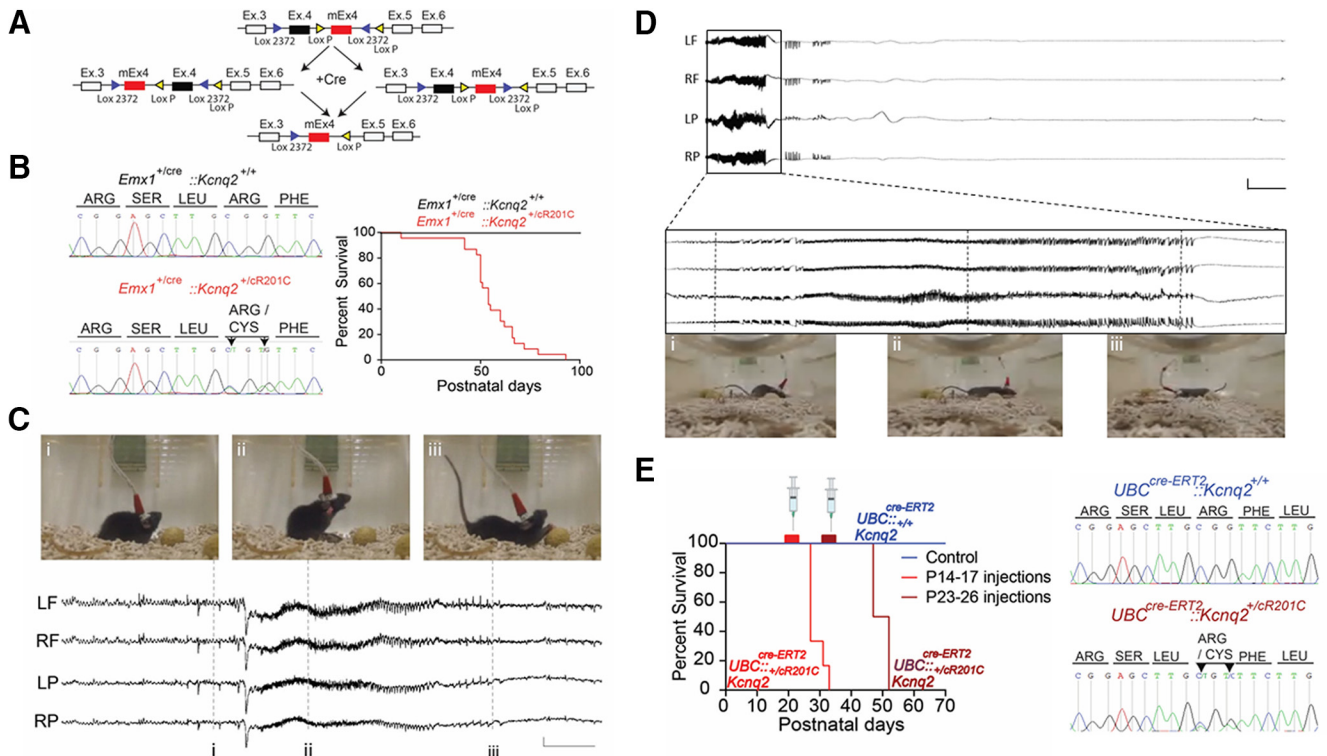 A
Ex.3 Ex.4 mEx4 Ex.5 Ex.6
Lox 2372 Lox P Lox 2372
Lox P
+Cre
Ex.3 mEx4 Ex.4 Ex.5 Ex.6
Lox 2372 Lox P Lox 2372
Lox P
Ex.3 Ex.4 mEx4 Ex.5 Ex.6
Lox 2372 Lox P Lox 2372
Lox P
Ex.3 mEx4 Ex.5 Ex.6
Lox 2372 Lox P
B
Emx1+/cre ::Kcnq2+/+
ARG SER LEU ARG PHE
C G G A G C T T G C G G T T C
Emx1+/cre ::Kcnq2+/cR201C
ARG /
CYS
ARG SER LEU PHE
C G G A G C T T G C T G T G T T C
Emx1+/cre ::Kcnq2+/+
Emx1+/cre ::Kcnq2+/cR201C
Percent Survival
100
80
60
40
20
0
0 50 100
Postnatal days
C
i ii iii
LF
RF
LP
RP
i ii iii
D
LF
RF
LP
RP
i ii iii
E
UBC::cre-ERT2
Kcnq2+/+
Control
P14-17 injections
P23-26 injections
Percent Survival
100
80
60
40
20
0
UBC::cre-ERT2
Kcnq2+/cR201C
UBC::cre-ERT2
Kcnq2+/cR201C
0 10 20 30 40 50 60 70
Postnatal days
UBCcre-ERT2::Kcnq2+/+
ARG SER LEU ARG PHE LEU
C G G A G C T T G C G G T T C T T G
UBCcre-ERT2::Kcnq2+/cR201C
ARG
/ CYS
ARG SER LEU PHE LEU